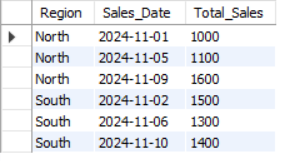 Region Sales_Date Total_Sales
North 2024-11-01 1000
North 2024-11-05 1100
North 2024-11-09 1600
South 2024-11-02 1500
South 2024-11-06 1300
South 2024-11-10 1400